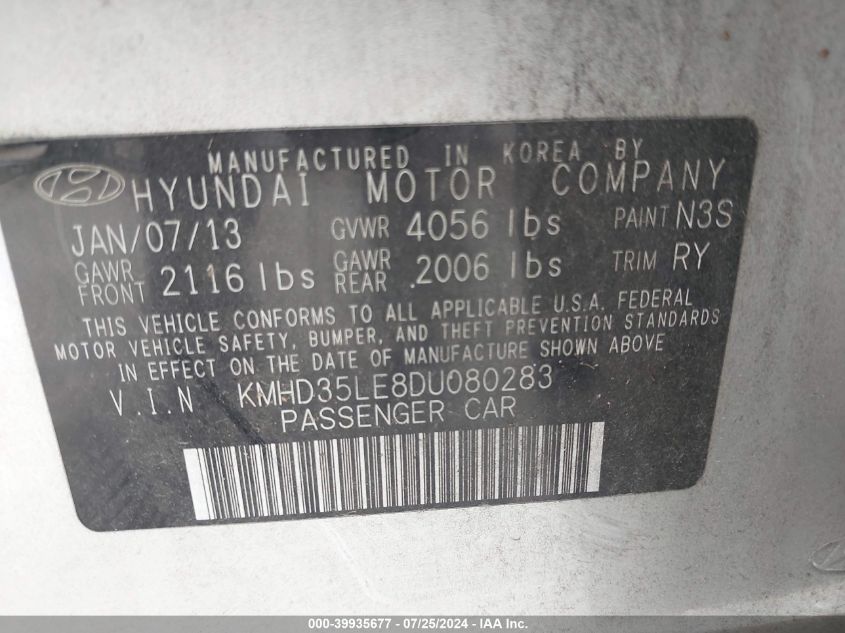 MANUFACTURED IN KOREA BY
HYUNDAI MOTOR COMPANY
JAN/07/13 GVWR 4056 lbs PAINT N3S
GAWR FRONT 2116 lbs GAWR REAR .2006 lbs TRIM RY
THIS VEHICLE CONFORMS TO ALL APPLICABLE U.S.A. FEDERAL
MOTOR VEHICLE SAFETY, BUMPER, AND THEFT PREVENTION STANDARDS
IN EFFECT ON THE DATE OF MANUFACTURE SHOWN ABOVE
V.I.N KMHD35LE8DU080283
PASSENGER CAR
000-39935677 - 07/25/2024 - IAA Inc.